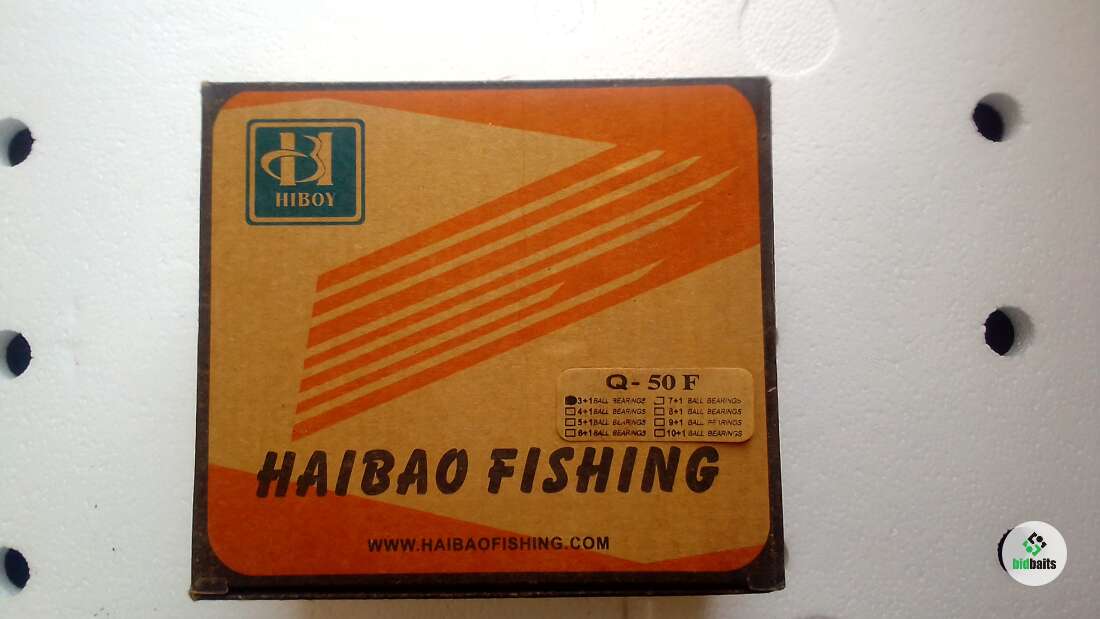 HB
HIBOY
Q- 50 F
3+1 BALL BEARINGS 7+1 BALL BEARINGS
4+1 BALL BEARINGS 8+1 BALL BEARINGS
5+1 BALL BEARINGS 9+1 BALL BEARINGS
6+1 BALL BEARINGS 10+1 BALL BEARINGS
HAIBAO FISHING
WWW.HAIBAOFISHING.COM
bidbaits